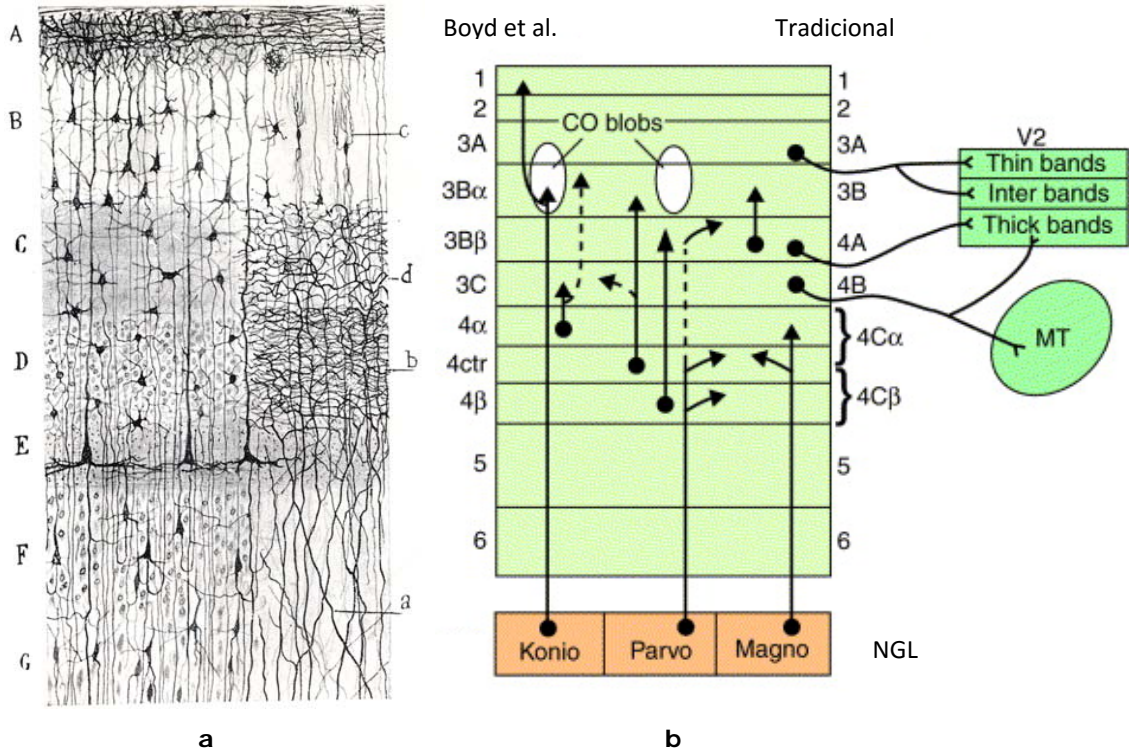 A
B
C
D
E
F
G
c
d
b
a
a
Boyd et al.
Tradicional
1
2
3A
3Bα
3Bβ
3C
4α
4ctr
4β
5
6
CO blobs
1
2
3A
3B
4A
4B
4Cα
4Cβ
5
6
V2
Thin bands
Inter bands
Thick bands
MT
Konio
Parvo
Magno
NGL
b